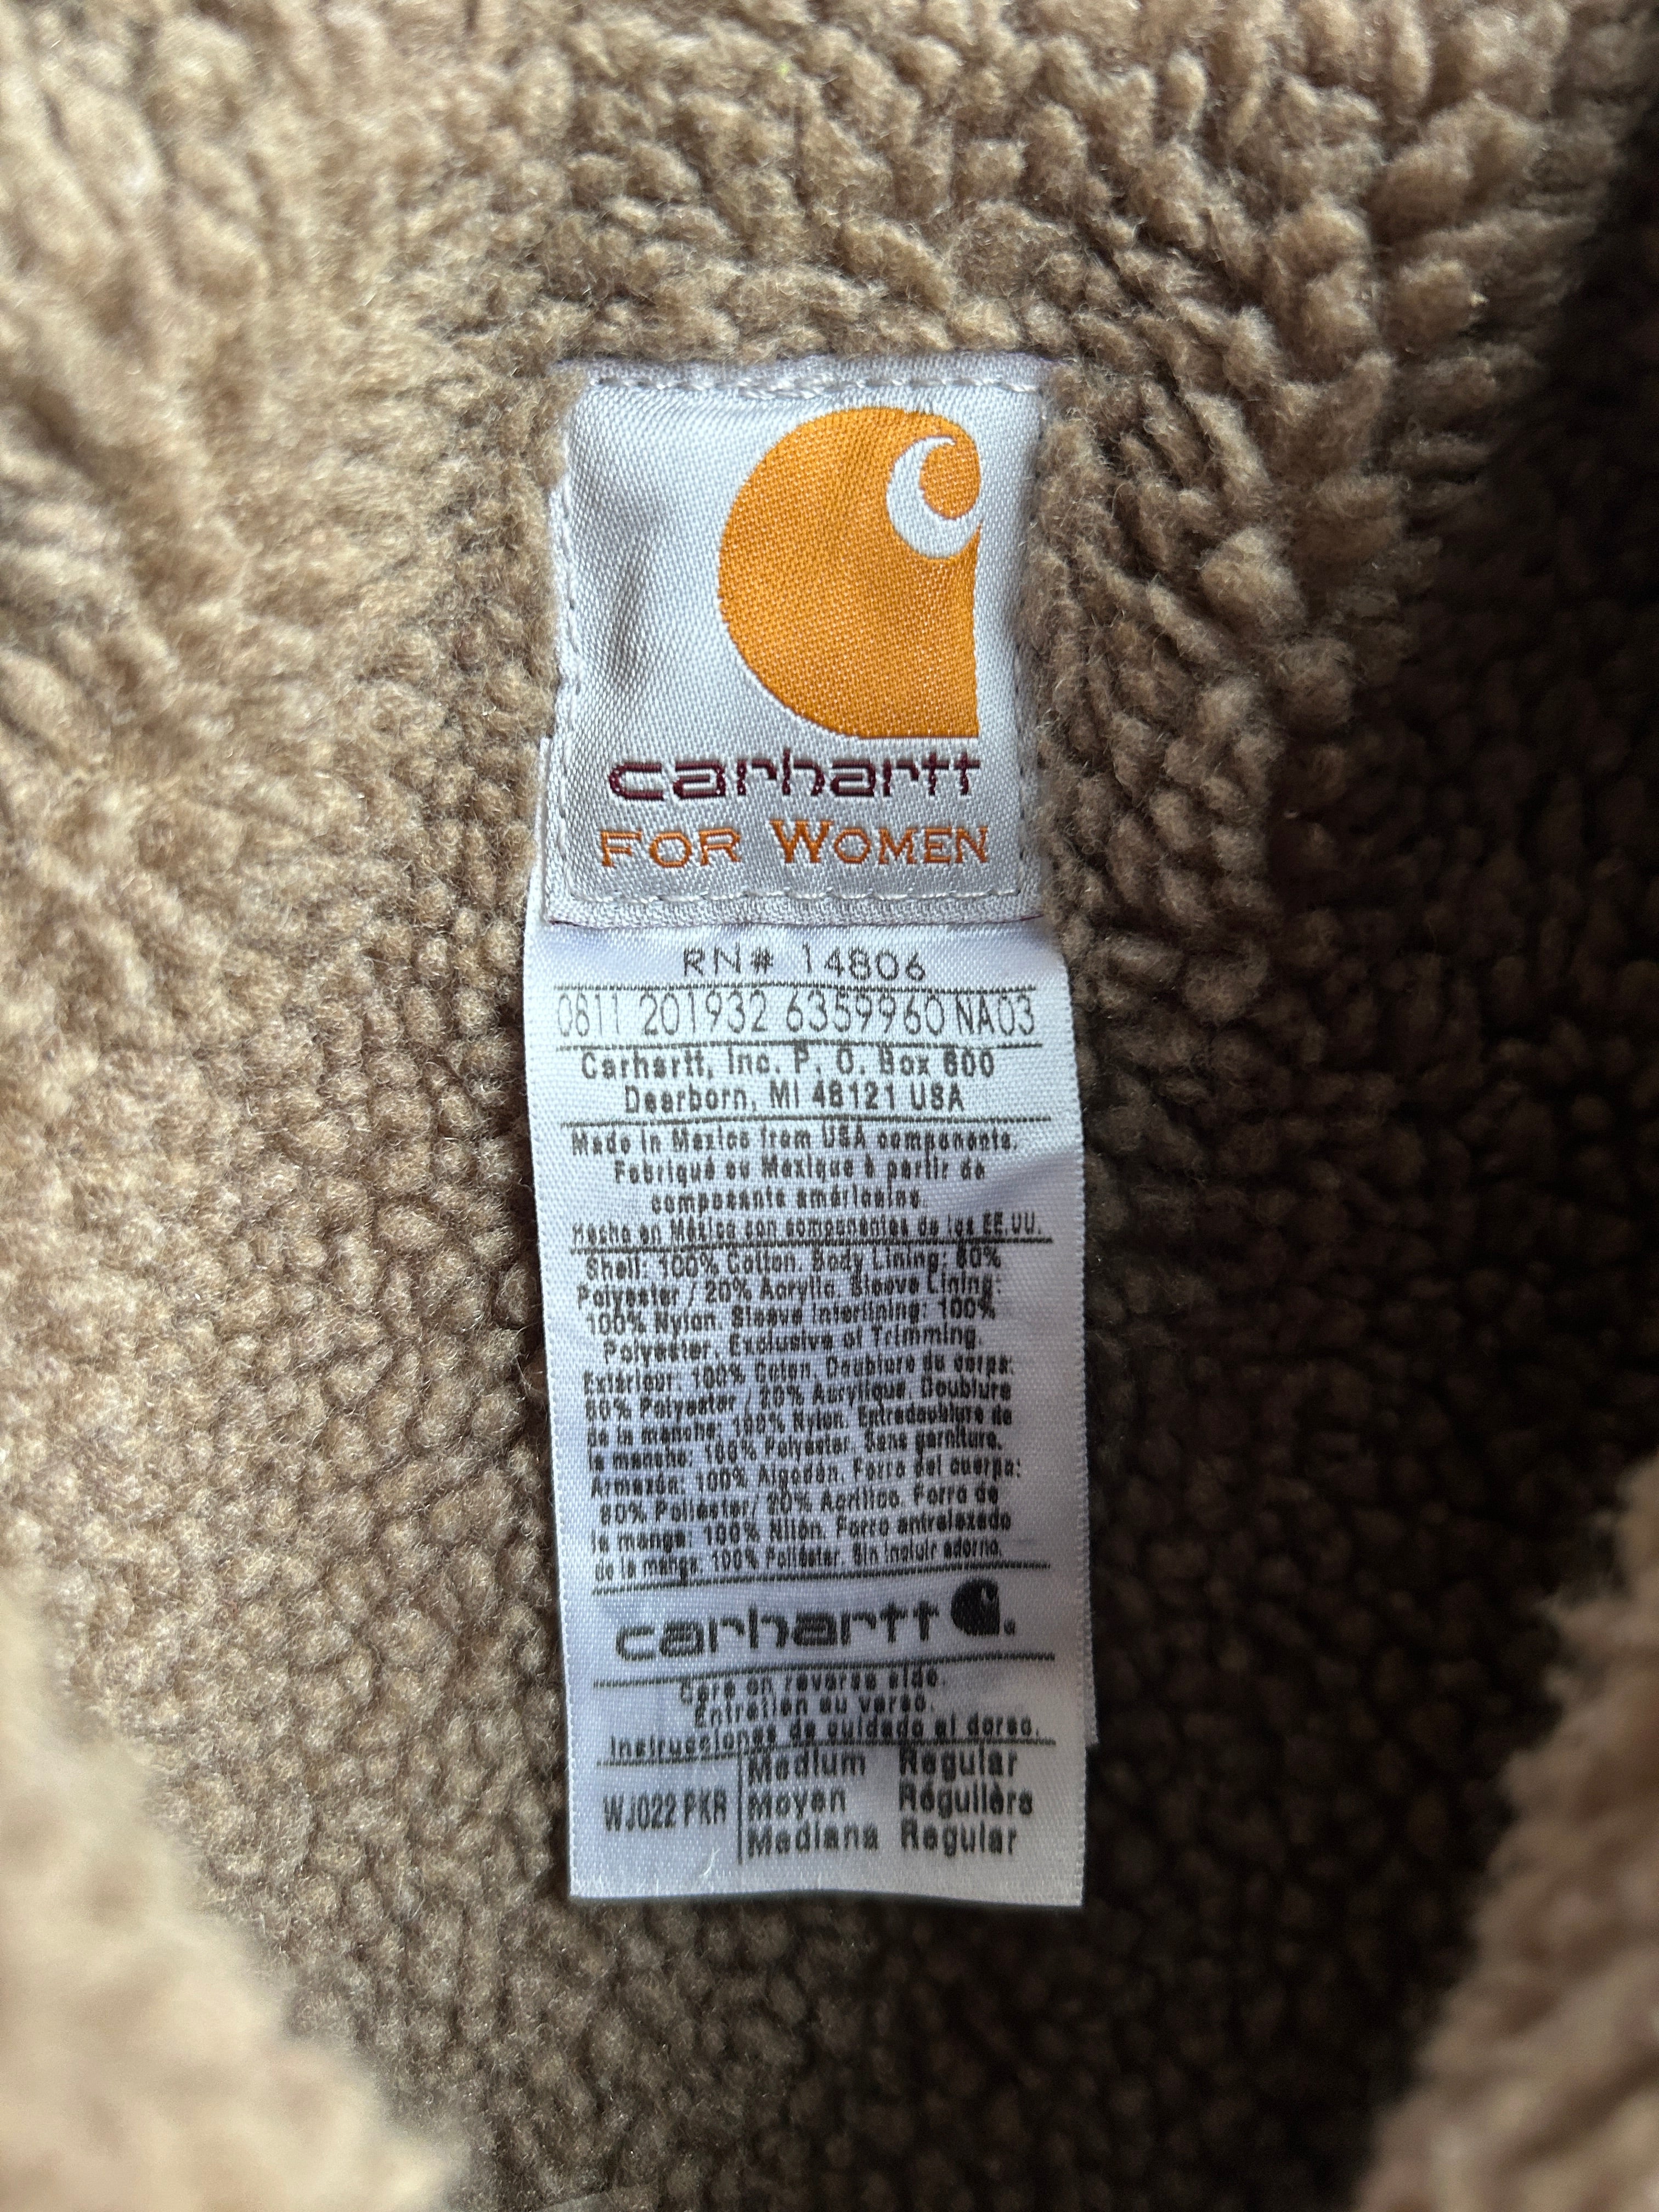 carhartt
FOR WOMEN
RN# 14806
0811 201932 6359960 NA03
Carhartt, Inc. P. O. Box 600
Dearborn, MI 48121 USA
Made in Mexico from USA components.
Fabriqué au Mexique à partir de
composants américains.
Hecho en México con componentes de los EE.UU.
Shell: 100% Cotton. Body Lining: 80%
Polyester / 20% Acrylic. Sleeve Lining:
100% Nylon. Sleeve Interlining: 100%
Polyester. Exclusive of Trimming.
Extérieur: 100% Coton. Doublure du corps:
80% Polyester / 20% Acrylique. Doublure
de la manche: 100% Nylon. Entredoublure de
la manche: 100% Polyester. Sans garniture.
Armazón: 100% Algodón. Forro del cuerpo:
80% Poliéster/ 20% Acrílico. Forro de
la manga: 100% Nilón. Forro entrelazado
de la manga: 100% Poliéster. Sin incluir adorno.
carhartt
Care on reverse side.
Entretien au verso.
Instrucciones de cuidado al dorso.
WJ022 PKR
Medium Regular
Moyen Régulière
Mediana Regular